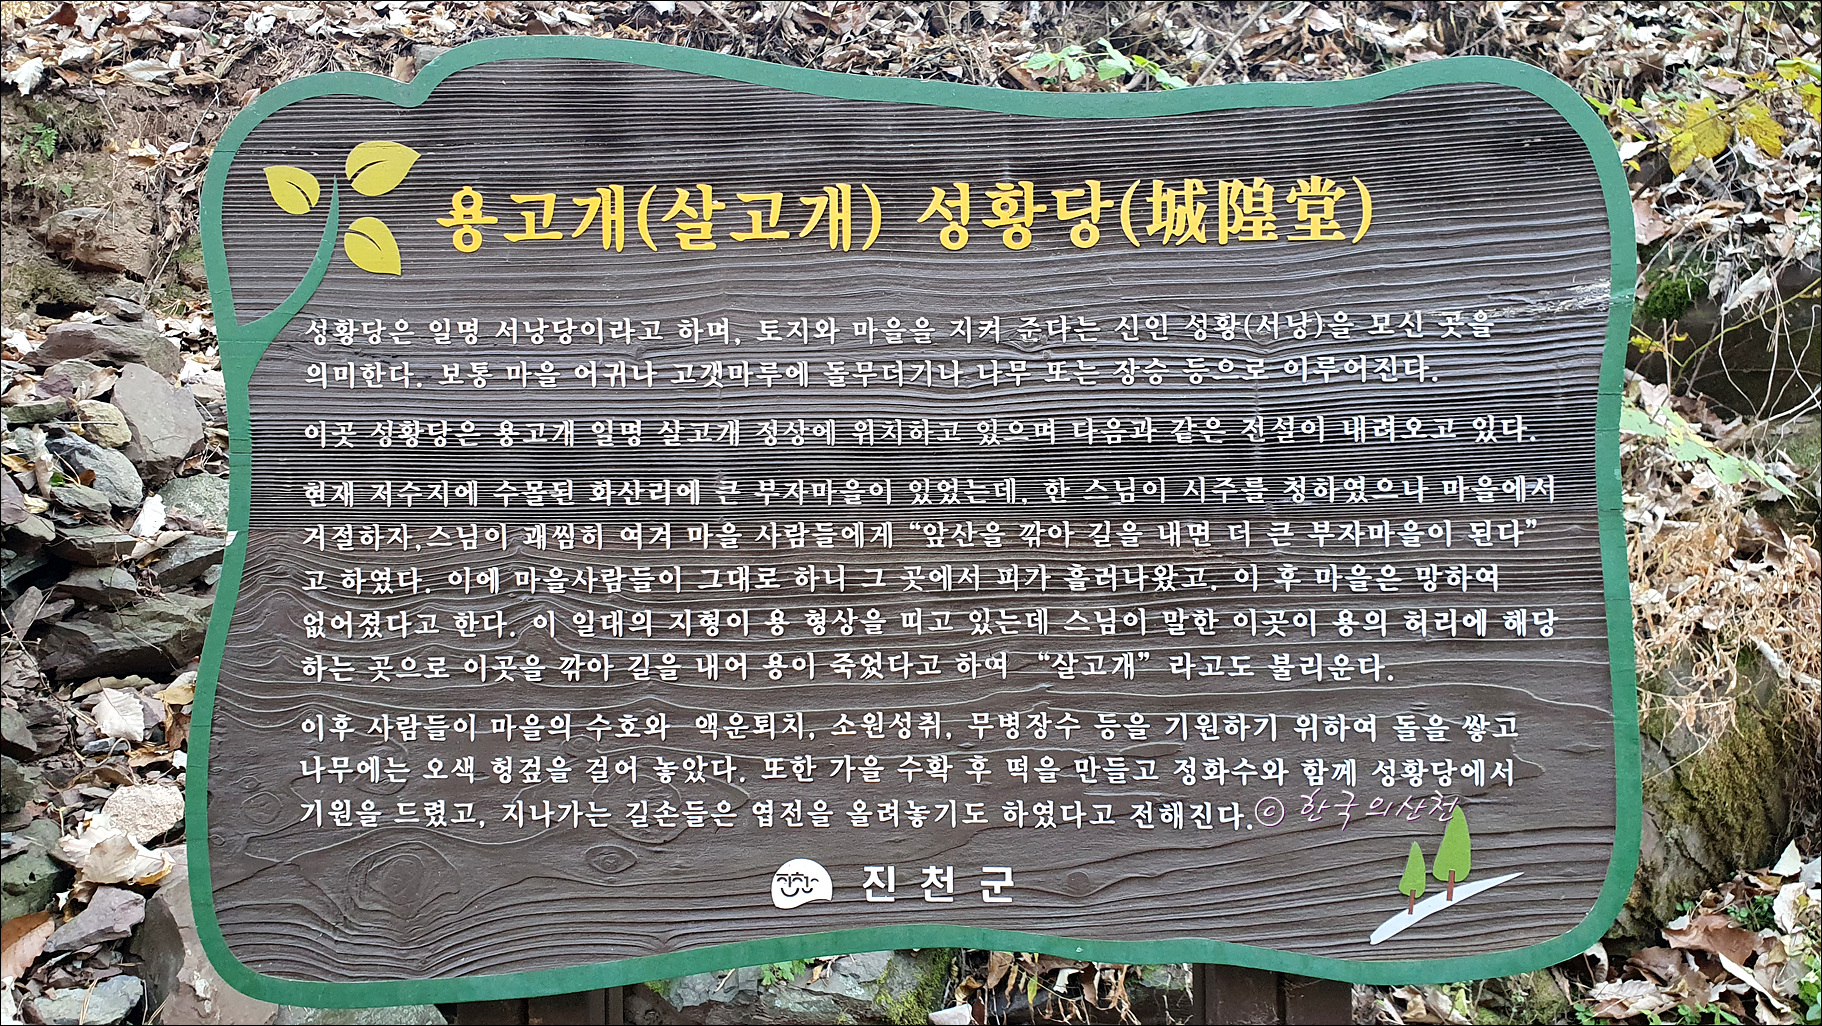 용고개(살고개) 성황당(城隍堂)
성황당은 일명 서낭당이라고 하며, 토지와 마을을 지켜 준다는 신인 성황(서낭)을 모신 곳을
의미한다. 보통 마을 어귀나 고갯마루에 돌무더기나 나무 또는 장승 등으로 이루어진다.
이곳 성황당은 용고개 일명 살고개 정상에 위치하고 있으며 다음과 같은 전설이 내려오고 있다.
현재 저수지에 수몰된 화산리에 큰 부자마을이 있었는데, 한 스님이 시주를 청하였으나 마을에서
거절하자,스님이 괘씸히 여겨 마을 사람들에게 “앞산을 깎아 길을 내면 더 큰 부자마을이 된다”
고 하였다. 이에 마을사람들이 그대로 하니 그 곳에서 피가 흘러나왔고, 이 후 마을은 망하여
없어졌다고 한다. 이 일대의 지형이 용 형상을 띠고 있는데 스님이 말한 이곳이 용의 허리에 해당
하는 곳으로 이곳을 깎아 길을 내어 용이 죽었다고 하여 “살고개” 라고도 불리운다.
이후 사람들이 마을의 수호와 액운퇴치, 소원성취, 무병장수 등을 기원하기 위하여 돌을 쌓고
나무에는 오색 헝겊을 걸어 놓았다. 또한 가을 수확 후 떡을 만들고 정화수와 함께 성황당에서
기원을 드렸고, 지나가는 길손들은 엽전을 올려놓기도 하였다고 전해진다.
© 한국의산천
진천군